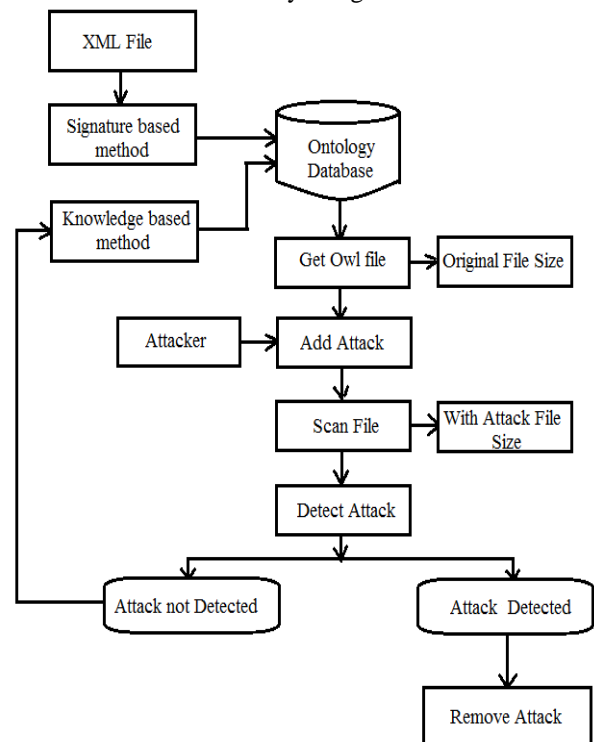 XML File
Signature based
method
Ontology
Database
Knowledge based
method
Get Owl file
Original File Size
Attacker
Add Attack
Scan File
With Attack File
Size
Detect Attack
Attack not Detected
Attack Detected
Remove Attack